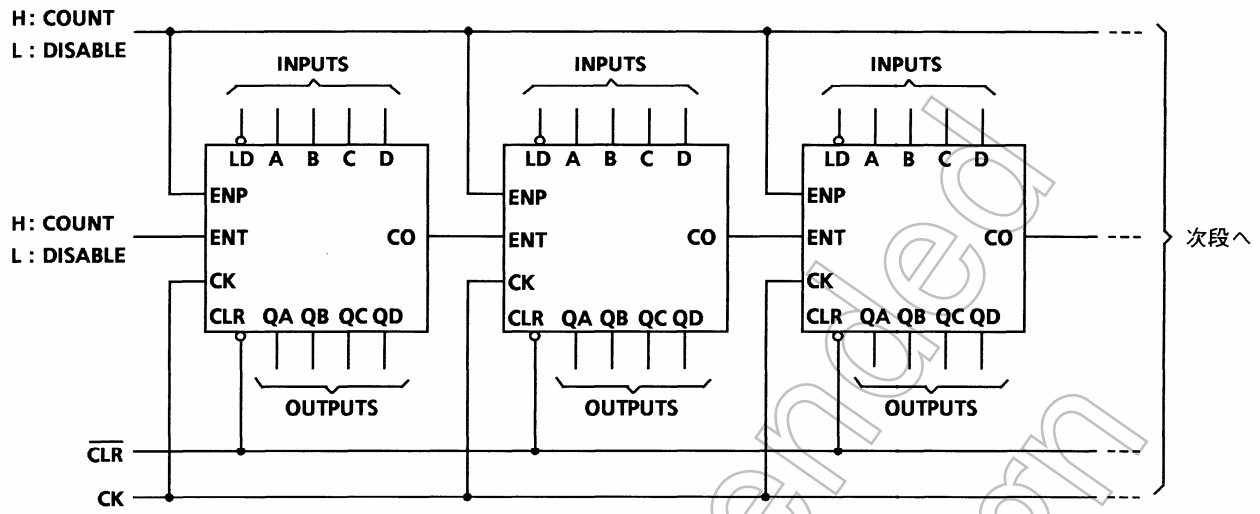 H: COUNT
L : DISABLE
INPUTS
INPUTS
INPUTS
LD A B C D
LD A B C D
LD A B C D
ENP
ENP
ENP
H: COUNT
L : DISABLE
ENT
CO
ENT
CO
ENT
CO
次段へ
CK
CK
CK
CLR QA QB QC QD
CLR QA QB QC QD
CLR QA QB QC QD
OUTPUTS
OUTPUTS
OUTPUTS
CLR
CK